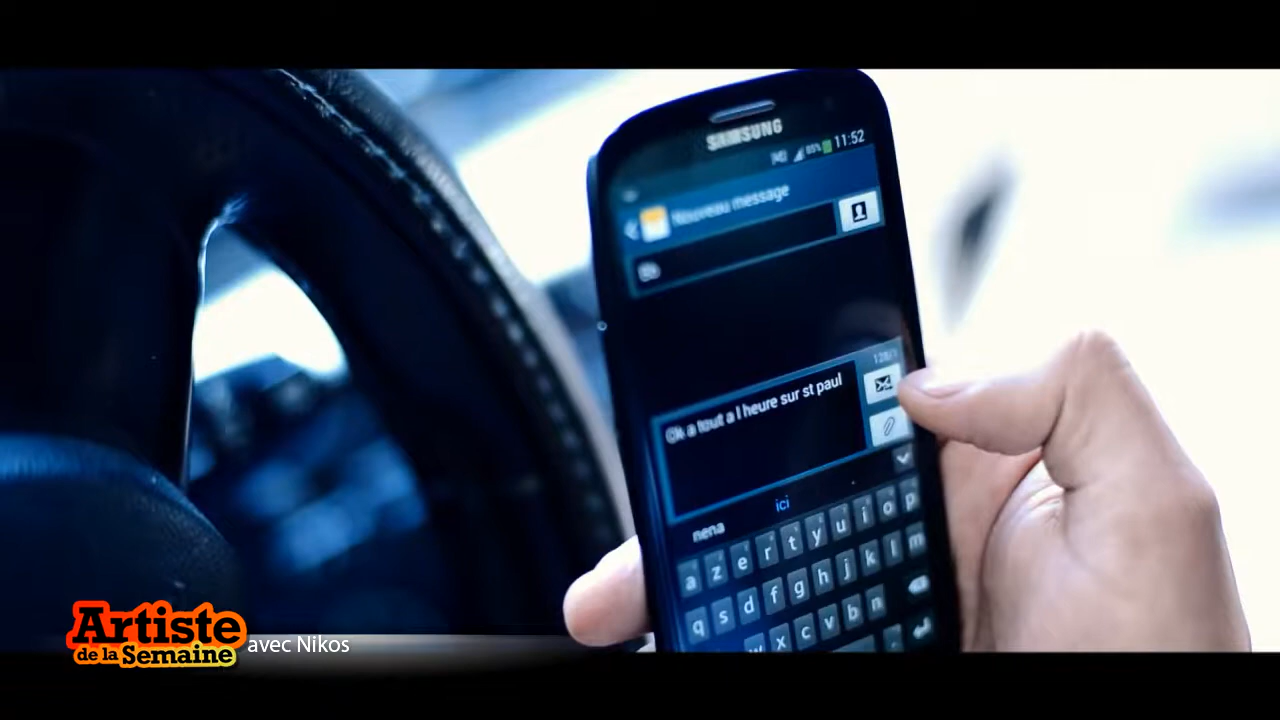 SAMSUNG
85% 11:52
Nouveau message
Ok a tout a l heure sur st paul
nena ici
a z e r t y u i o p
q s d f g h j k l m
w x c v b n
Artiste
de la Semaine
avec Nikos